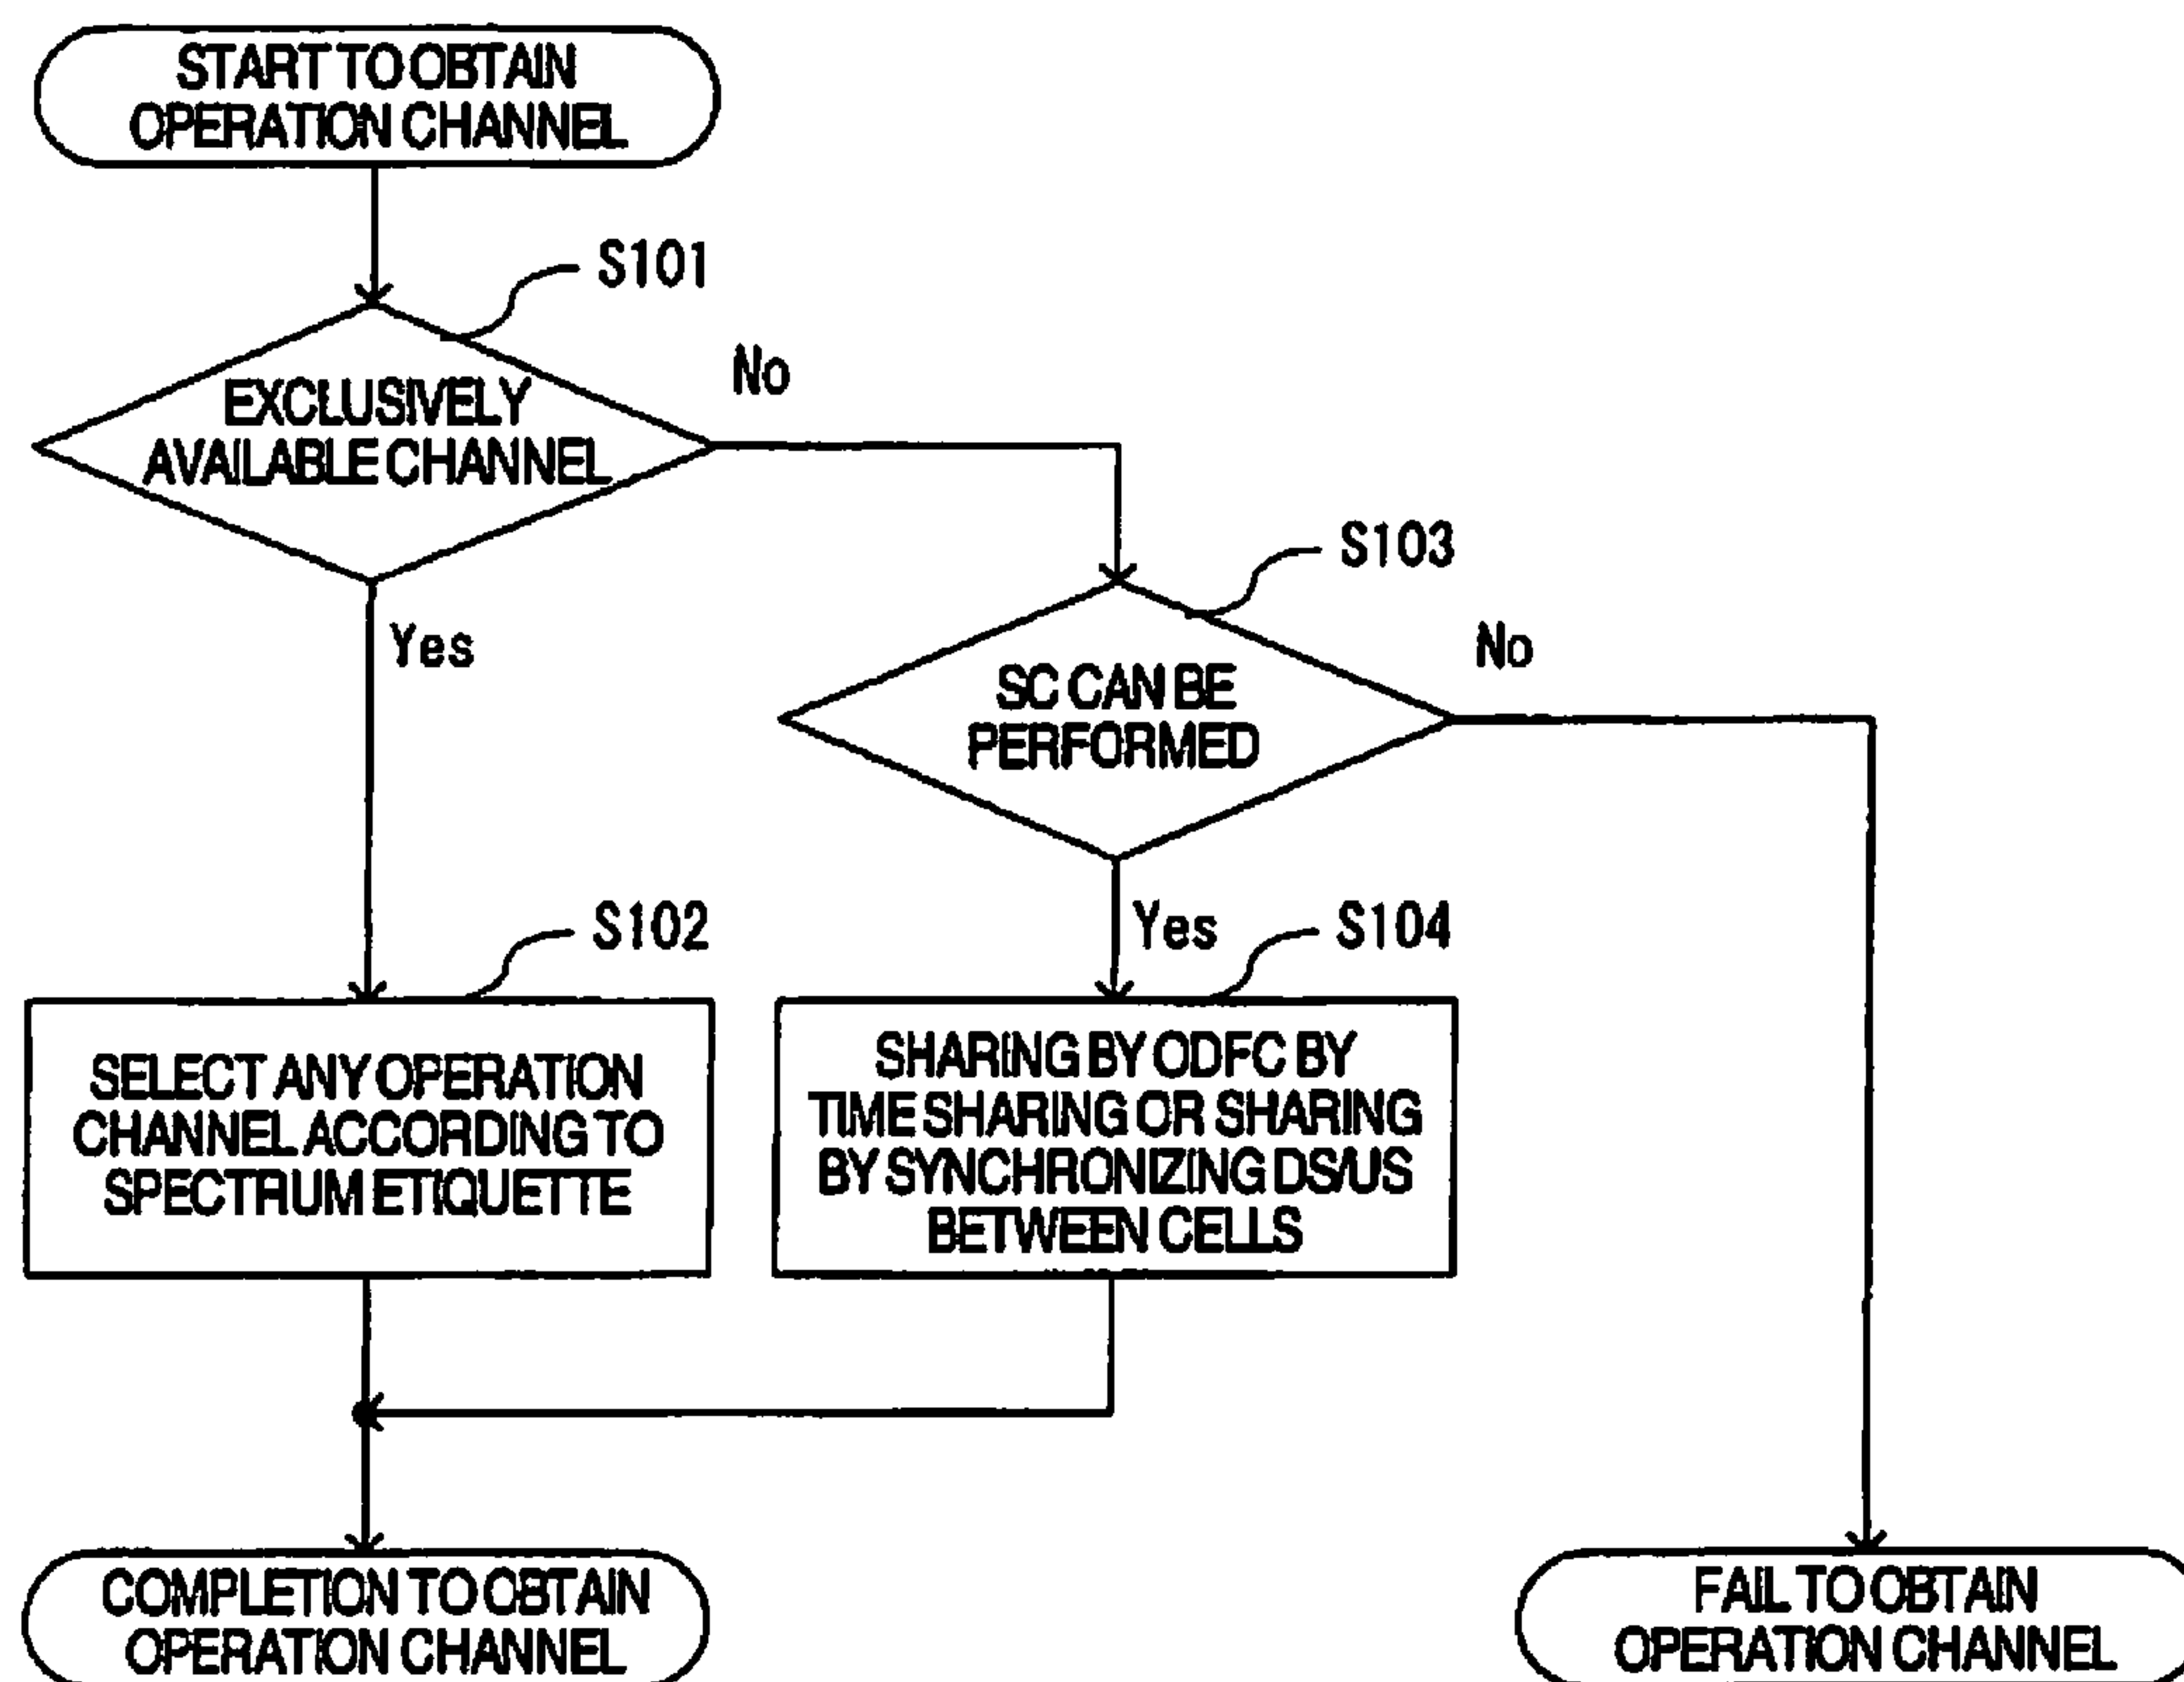 START TO OBTAIN
OPERATION CHANNEL
S101
EXCLUSIVELY
AVAILABLE CHANNEL
No
Yes
S103
SC CAN BE
PERFORMED
No
Yes
S102
SELECT ANY OPERATION
CHANNEL ACCORDING TO
SPECTRUM ETIQUETTE
S104
SHARING BY ODFC BY
TIME SHARING OR SHARING
BY SYNCHRONIZING DS/US
BETWEEN CELLS
COMPLETION TO OBTAIN
OPERATION CHANNEL
FAIL TO OBTAIN
OPERATION CHANNEL